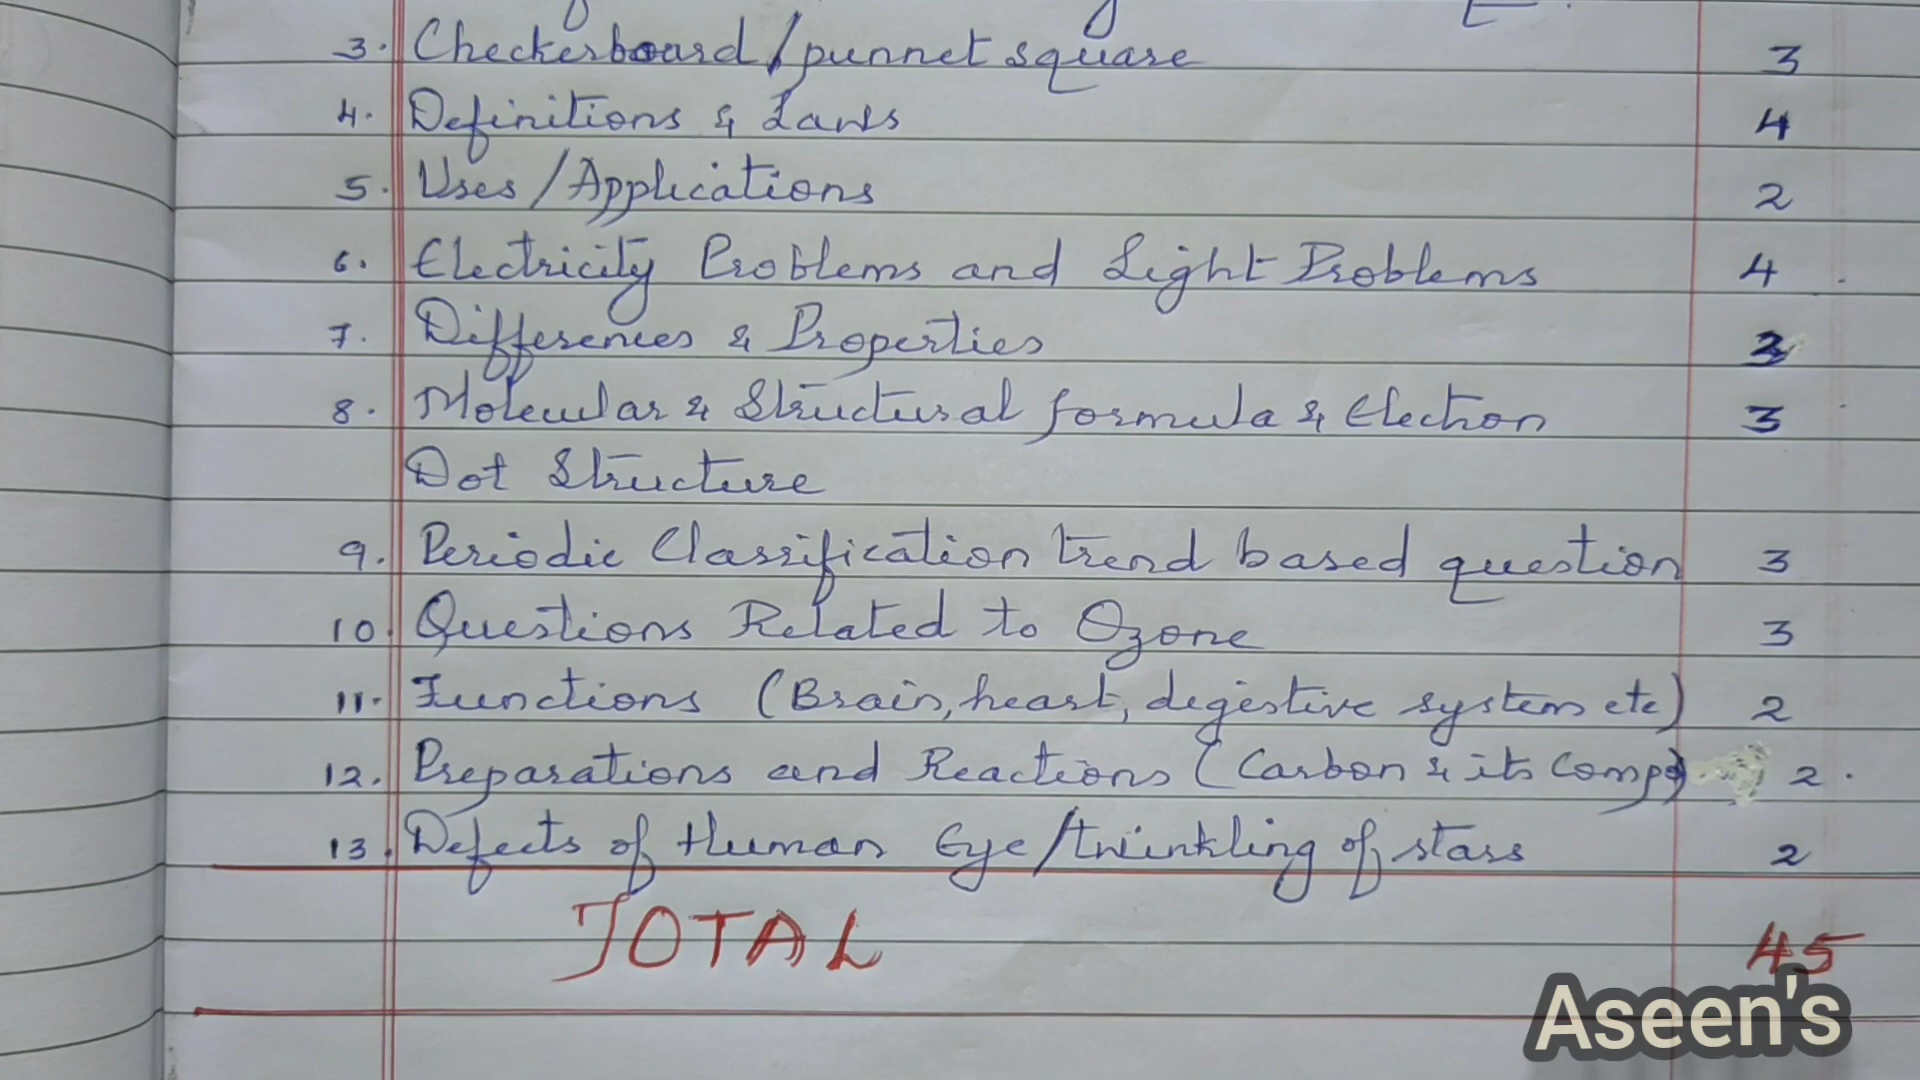 3. Checkerboard/punnet square 3
4. Definitions & Laws 4
5. Uses/Applications 2
6. Electricity Problems and Light Problems 4
7. Differences & Properties
8. Molecular & Structural formula & Electron 3
Dot Structure
9. Periodic Classification trend based question 3
10. Questions Related to Ozone 3
11. Functions (Brain, heart, digestive system etc) 2
12. Preparations and Reactions (Carbon & its Comp) 2
13. Defects of Human Eye/twinkling of stars 2
TOTAL 45
Aseen's